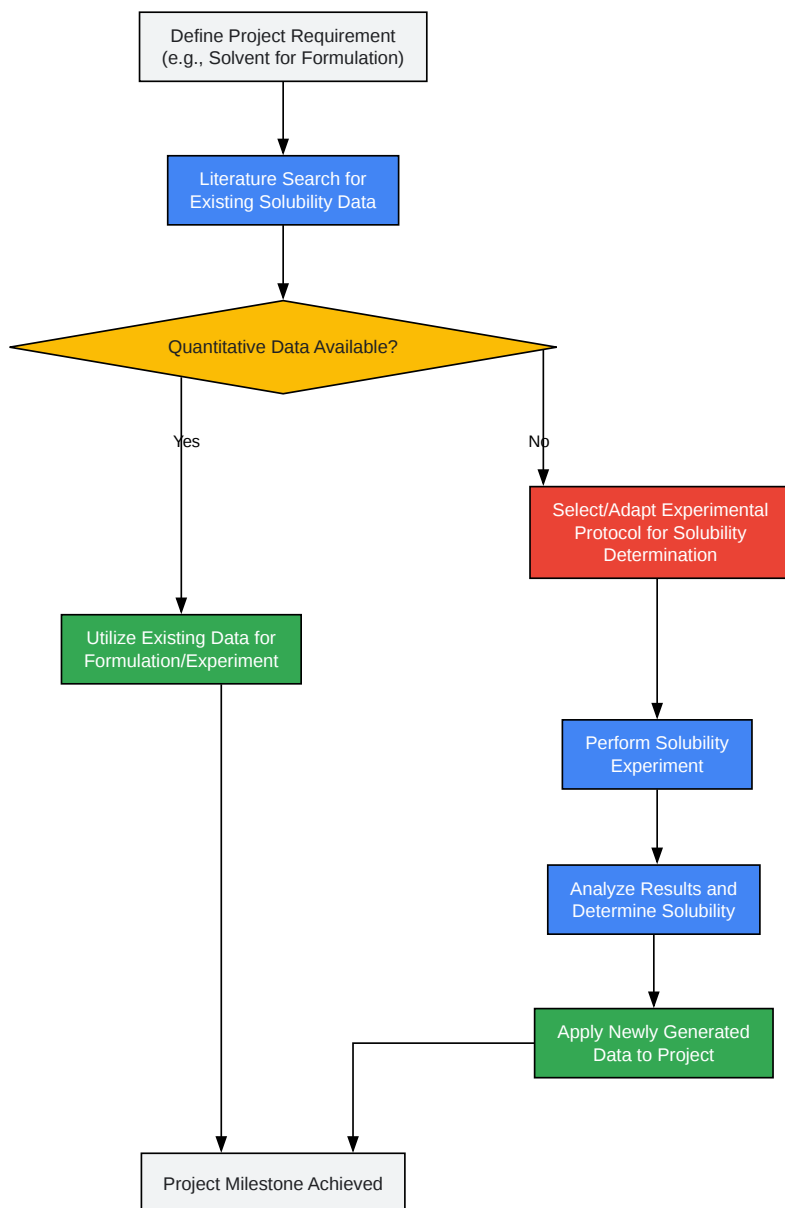 Define Project Requirement
(e.g., Solvent for Formulation)
Literature Search for
Existing Solubility Data
Quantitative Data Available?
Yes
No
Select/Adapt Experimental
Protocol for Solubility
Determination
Utilize Existing Data for
Formulation/Experiment
Perform Solubility
Experiment
Analyze Results and
Determine Solubility
Apply Newly Generated
Data to Project
Project Milestone Achieved